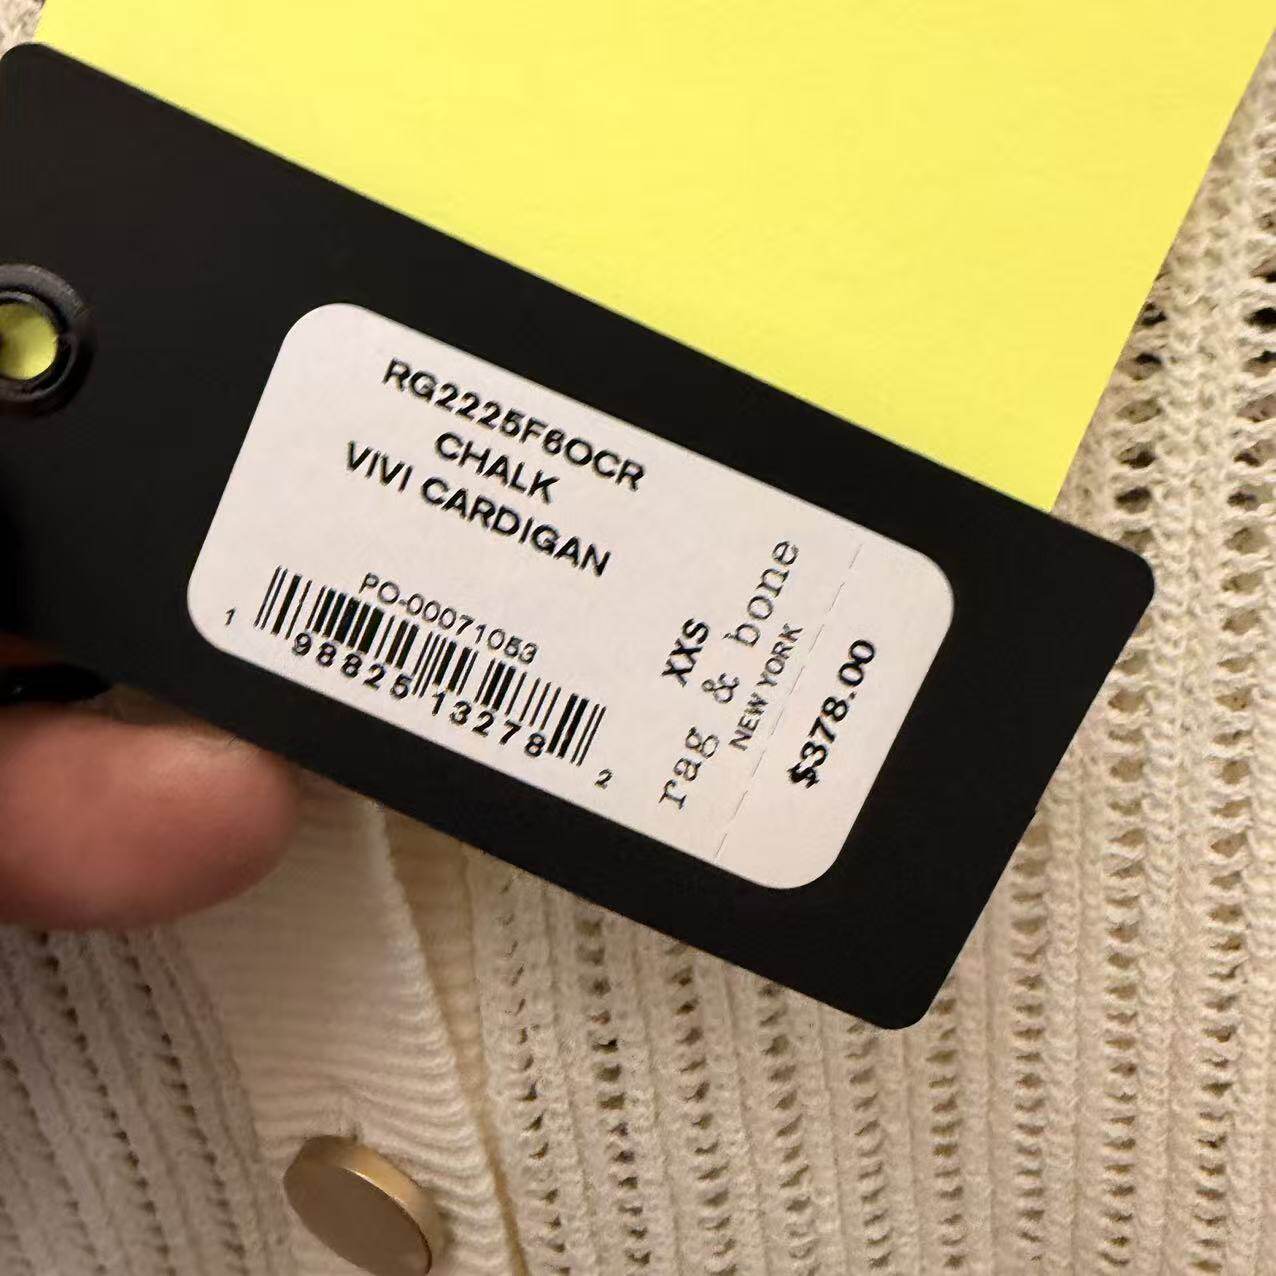 RG2225F6OCR
CHALK
VIVI CARDIGAN
PO-00071053
1 98825 13278 2
XXS
rag & bone
NEW YORK
$378.00